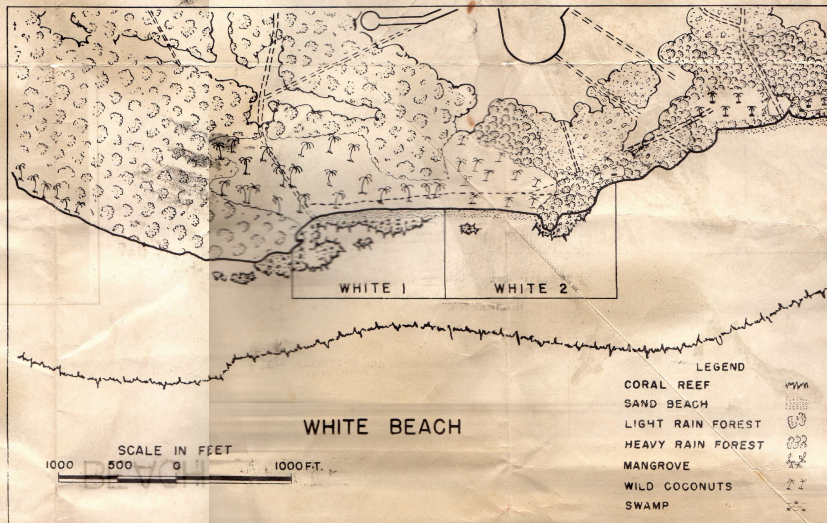 WHITE 1
WHITE 2
WHITE BEACH
SCALE IN FEET
1000 500 0 1000 FT.
LEGEND
CORAL REEF
SAND BEACH
LIGHT RAIN FOREST
HEAVY RAIN FOREST
MANGROVE
WILD COCONUTS
SWAMP